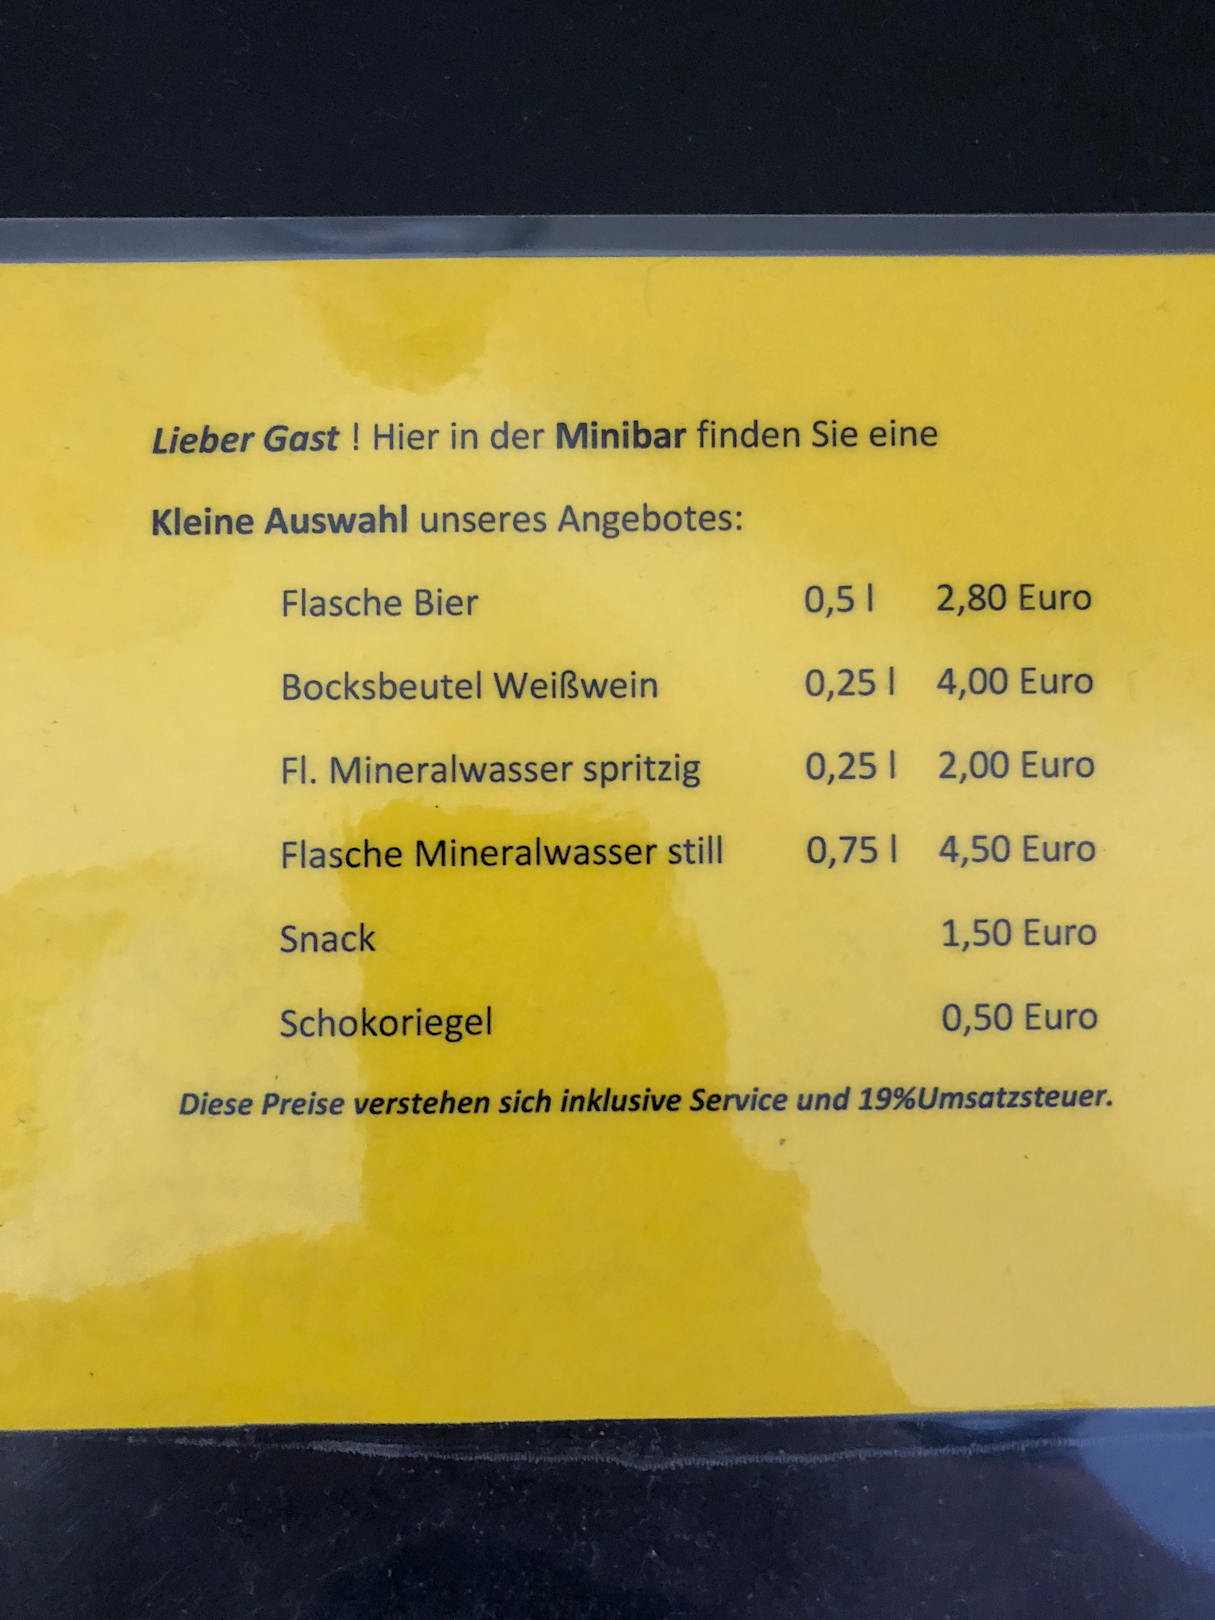 Lieber Gast ! Hier in der Minibar finden Sie eine
Kleine Auswahl unseres Angebotes:
Flasche Bier 0,5 l 2,80 Euro
Bocksbeutel Weißwein 0,25 l 4,00 Euro
Fl. Mineralwasser spritzig 0,25 l 2,00 Euro
Flasche Mineralwasser still 0,75 l 4,50 Euro
Snack 1,50 Euro
Schokoriegel 0,50 Euro
Diese Preise verstehen sich inklusive Service und 19%Umsatzsteuer.